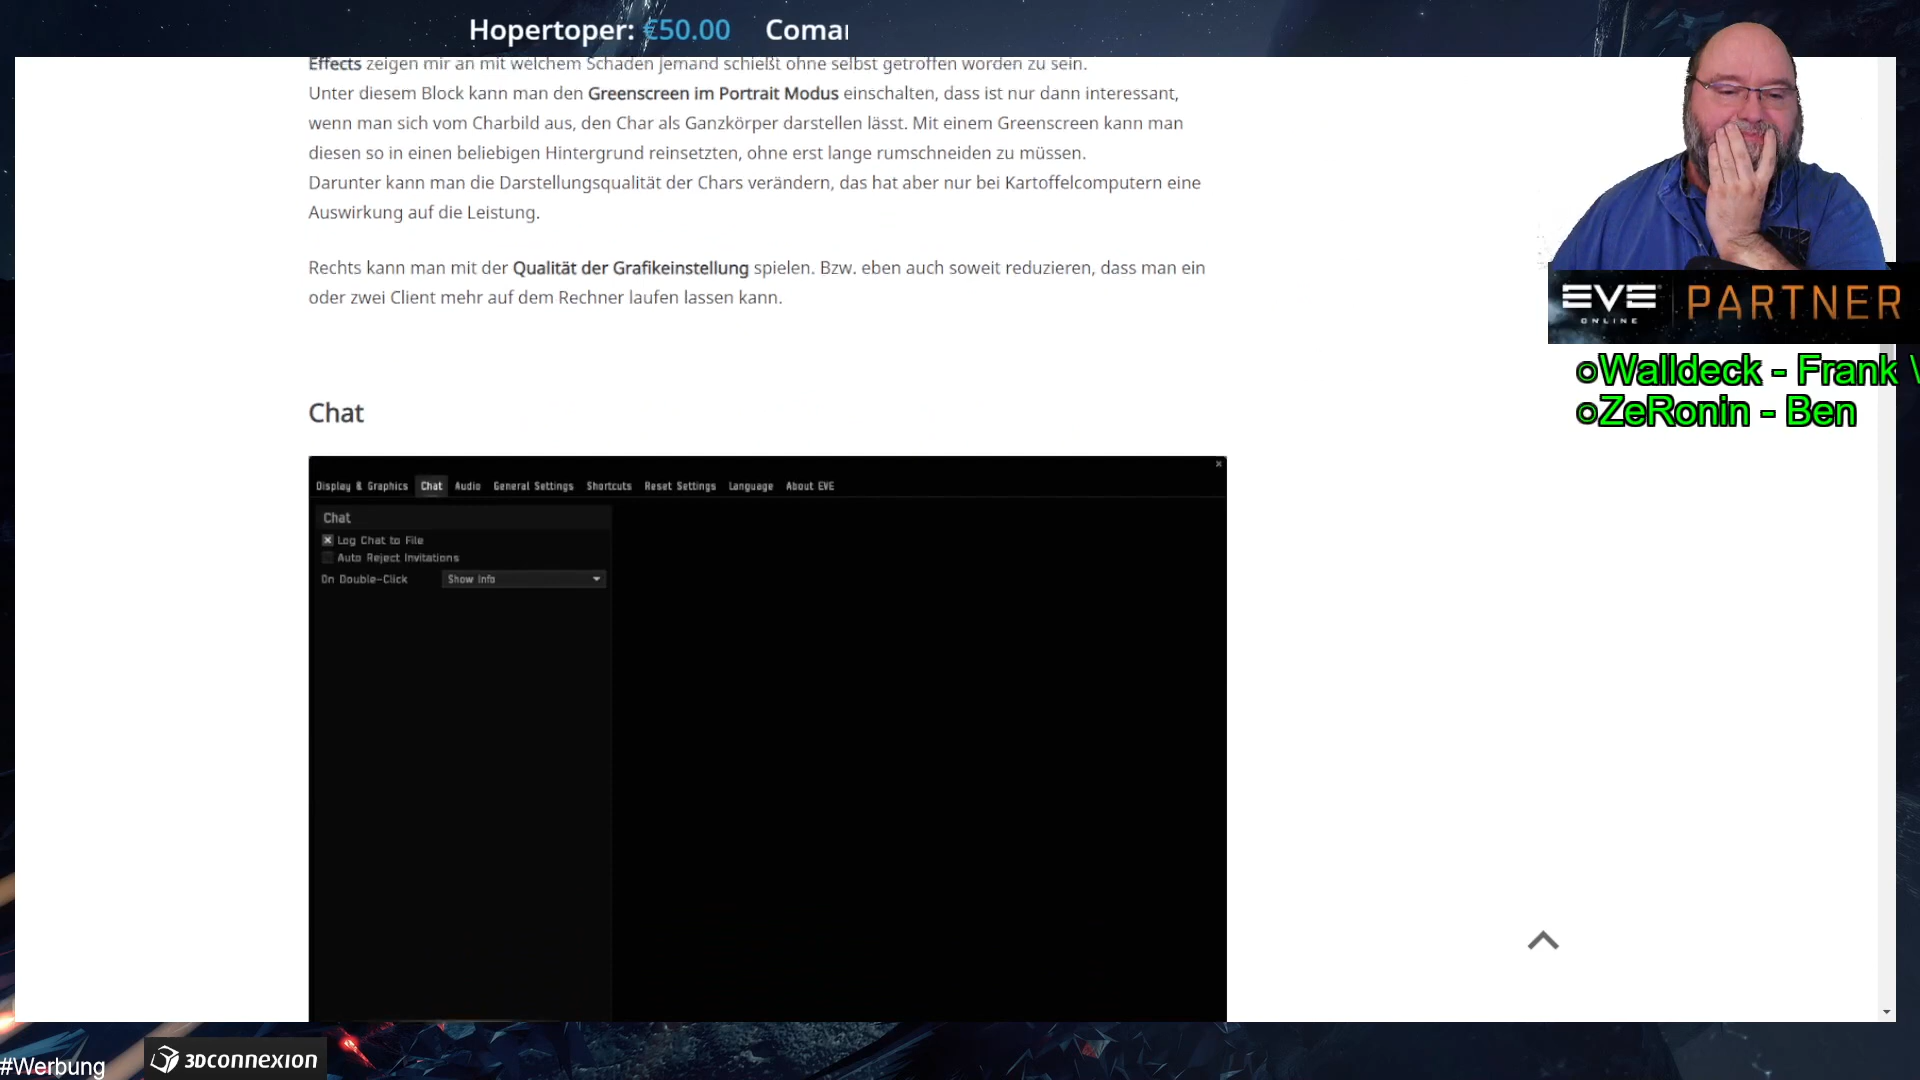 Hopertoper: €50.00 Comar
Effects zeigen mir an mit welchem Schaden jemand schießt ohne selbst getroffen worden zu sein.
Unter diesem Block kann man den Greenscreen im Portrait Modus einschalten, dass ist nur dann interessant,
wenn man sich vom Charbild aus, den Char als Ganzkörper darstellen lässt. Mit einem Greenscreen kann man
diesen so in einen beliebigen Hintergrund reinsetzten, ohne erst lange rumschneiden zu müssen.
Darunter kann man die Darstellungsqualität der Chars verändern, das hat aber nur bei Kartoffelcomputern eine
Auswirkung auf die Leistung.
Rechts kann man mit der Qualität der Grafikeinstellung spielen. Bzw. eben auch soweit reduzieren, dass man ein
oder zwei Client mehr auf dem Rechner laufen lassen kann.
EVE ONLINE PARTNER
Walldeck - Frank
ZeRonin - Ben
Chat
Display & Graphics Chat Audio General Settings Shortcuts Reset Settings Language About EVE
Chat
Log Chat to File
Auto Reject Invitations
On Double-Click Show Info
#Werbung
3Dconnexion